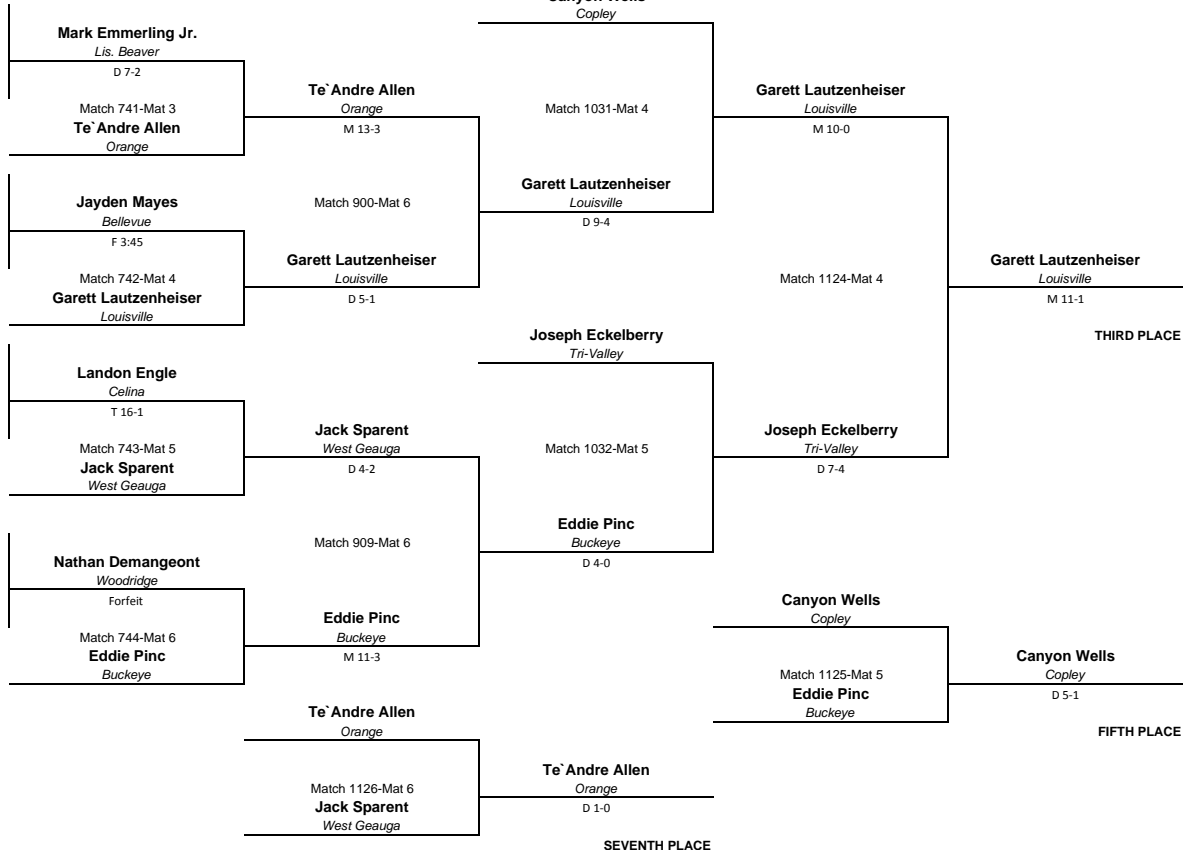 Canyon Wells
Copley
Mark Emmerling Jr.
Lis. Beaver
D 7-2
Match 741-Mat 3
Te`Andre Allen
Orange
Te`Andre Allen
Orange
M 13-3
Match 1031-Mat 4
Garett Lautzenheiser
Louisville
M 10-0
Jayden Mayes
Bellevue
F 3:45
Match 742-Mat 4
Garett Lautzenheiser
Louisville
Match 900-Mat 6
Garett Lautzenheiser
Louisville
D 5-1
Garett Lautzenheiser
Louisville
D 9-4
Match 1124-Mat 4
Garett Lautzenheiser
Louisville
M 11-1
THIRD PLACE
Landon Engle
Celina
T 16-1
Match 743-Mat 5
Jack Sparent
West Geauga
Jack Sparent
West Geauga
D 4-2
Joseph Eckelberry
Tri-Valley
Match 1032-Mat 5
Joseph Eckelberry
Tri-Valley
D 7-4
Nathan Demangeont
Woodridge
Forfeit
Match 744-Mat 6
Eddie Pinc
Buckeye
Match 909-Mat 6
Eddie Pinc
Buckeye
M 11-3
Eddie Pinc
Buckeye
D 4-0
Canyon Wells
Copley
Match 1125-Mat 5
Eddie Pinc
Buckeye
Canyon Wells
Copley
D 5-1
FIFTH PLACE
Te`Andre Allen
Orange
Match 1126-Mat 6
Jack Sparent
West Geauga
Te`Andre Allen
Orange
D 1-0
SEVENTH PLACE